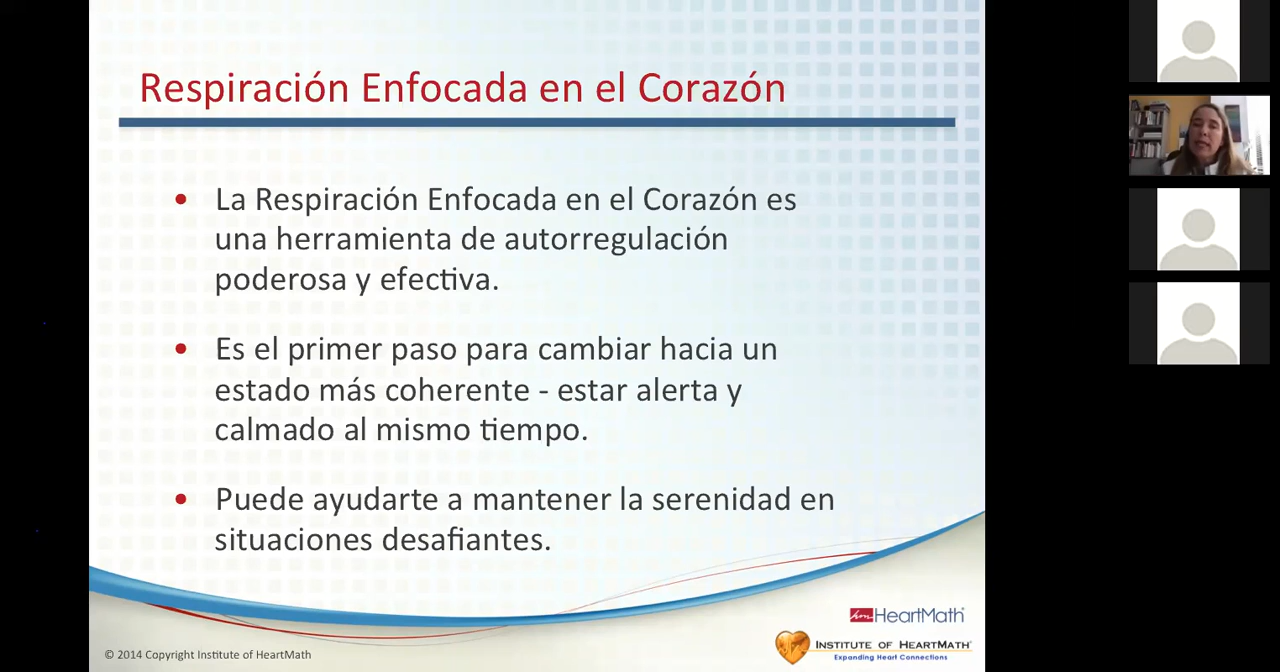 Respiración Enfocada en el Corazón
• La Respiración Enfocada en el Corazón es
una herramienta de autorregulación
poderosa y efectiva.
• Es el primer paso para cambiar hacia un
estado más coherente - estar alerta y
calmado al mismo tiempo.
• Puede ayudarte a mantener la serenidad en
situaciones desafiantes.
HeartMath®
INSTITUTE OF HEARTMATH®
Expanding Heart Connections
© 2014 Copyright Institute of HeartMath